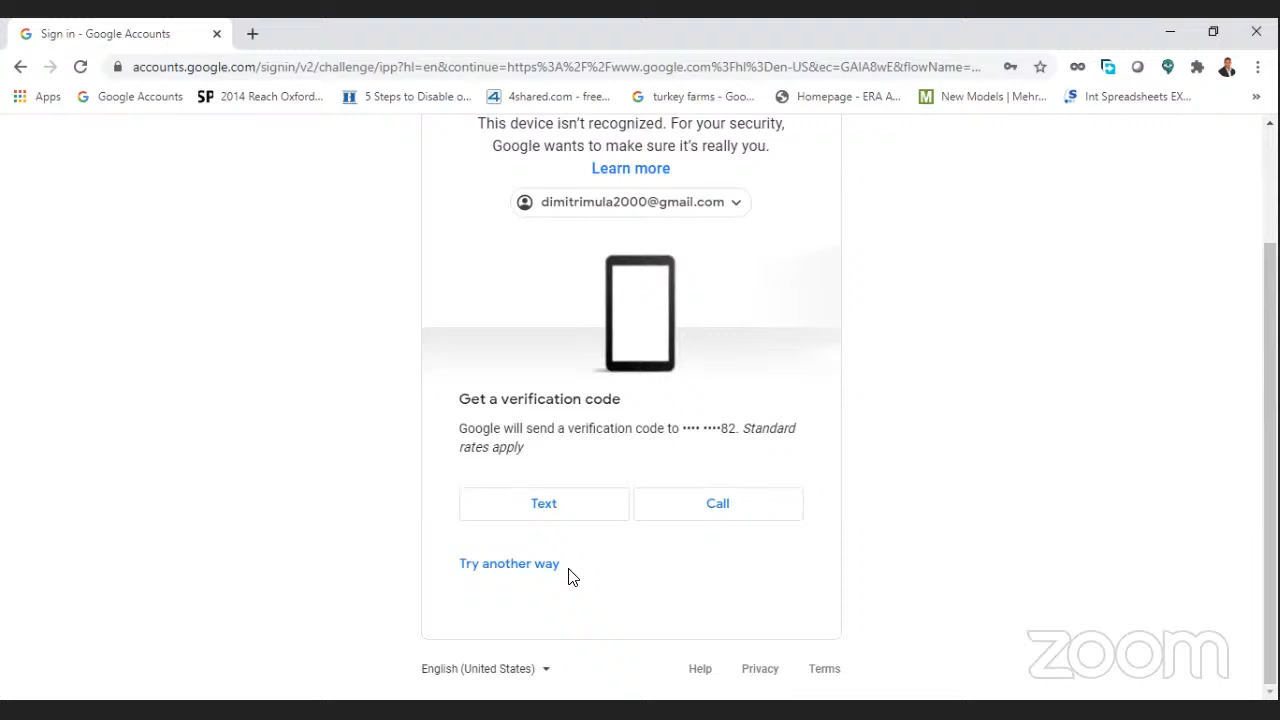 Sign in - Google Accounts
accounts.google.com/signin/v2/challenge/ipp?hl=en&continue=https%3A%2F%2Fwww.google.com%3Fhl%3Den-US&ec=GAlA8wE&flowName=...
Apps Google Accounts SP 2014 Reach Oxford... 5 Steps to Disable o... 4shared.com - free... turkey farms - Goo... Homepage - ERA A... M New Models | Mehr... Int Spreadsheets EX...
This device isn't recognized. For your security,
Google wants to make sure it's really you.
Learn more
dimitrimula2000@gmail.com
Get a verification code
Google will send a verification code to •••• ••••82. Standard
rates apply
Text Call
Try another way
English (United States) Help Privacy Terms
zoom